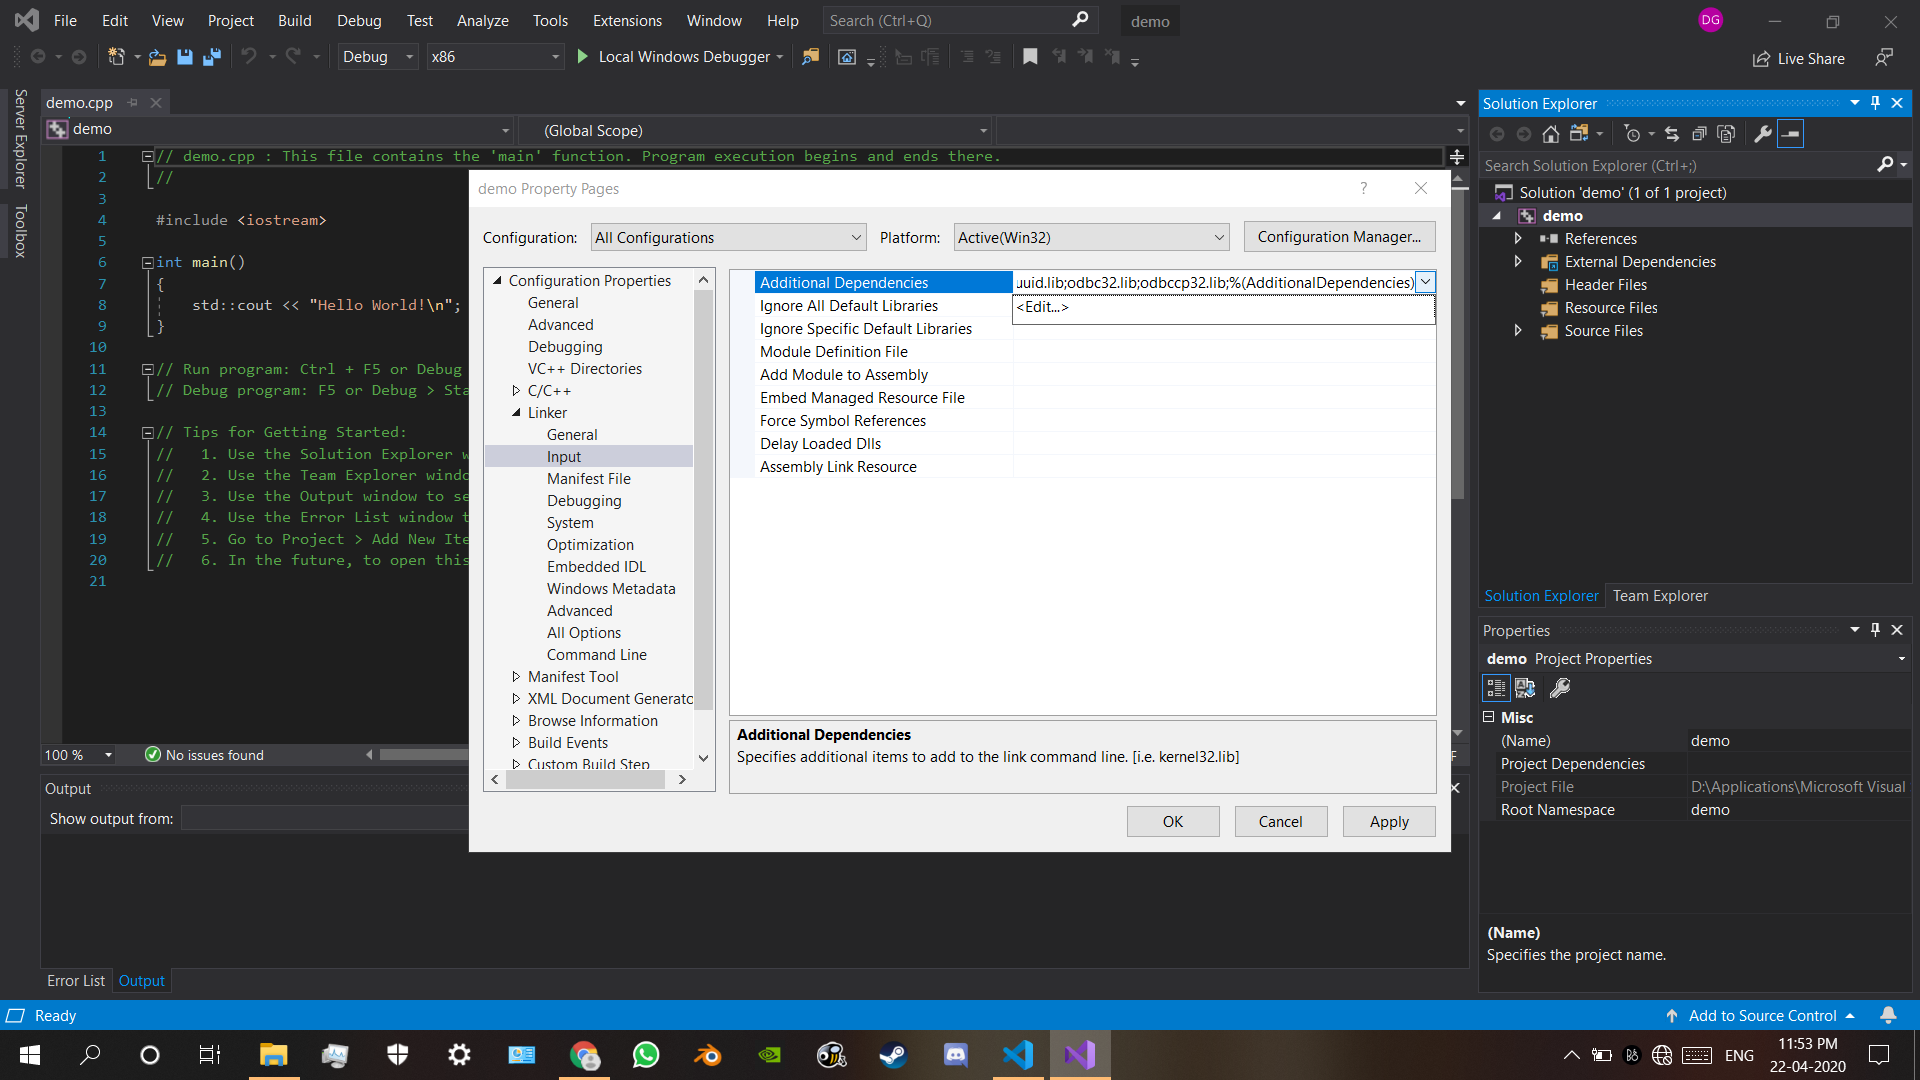 File Edit View Project Build Debug Test Analyze Tools Extensions Window Help Search (Ctrl+Q) demo DG
Debug x86 Local Windows Debugger Live Share
Server Explorer
Toolbox
demo.cpp
demo (Global Scope)
1 // demo.cpp : This file contains the 'main' function. Program execution begins and ends there.
2 //
3
4 #include <iostream>
5
6 int main()
7 {
8 std::cout << "Hello World!\n";
9 }
10
11 // Run program: Ctrl + F5 or Debug
12 // Debug program: F5 or Debug > Sta
13
14 // Tips for Getting Started:
15 // 1. Use the Solution Explorer w
16 // 2. Use the Team Explorer windo
17 // 3. Use the Output window to se
18 // 4. Use the Error List window t
19 // 5. Go to Project > Add New Ite
20 // 6. In the future, to open this
21
100 % No issues found
Output
Show output from:
Error List Output
demo Property Pages ?
Configuration: All Configurations Platform: Active(Win32) Configuration Manager...
Configuration Properties
General
Advanced
Debugging
VC++ Directories
C/C++
Linker
General
Input
Manifest File
Debugging
System
Optimization
Embedded IDL
Windows Metadata
Advanced
All Options
Command Line
Manifest Tool
XML Document Generato
Browse Information
Build Events
Custom Build Step
Additional Dependencies uuid.lib;odbc32.lib;odbccp32.lib;%(AdditionalDependencies)
<Edit...>
Ignore All Default Libraries
Ignore Specific Default Libraries
Module Definition File
Add Module to Assembly
Embed Managed Resource File
Force Symbol References
Delay Loaded Dlls
Assembly Link Resource
Additional Dependencies
Specifies additional items to add to the link command line. [i.e. kernel32.lib]
OK Cancel Apply
Solution Explorer
Search Solution Explorer (Ctrl+;)
Solution 'demo' (1 of 1 project)
demo
References
External Dependencies
Header Files
Resource Files
Source Files
Solution Explorer Team Explorer
Properties
demo Project Properties
Misc
(Name) demo
Project Dependencies
Project File D:\Applications\Microsoft Visual
Root Namespace demo
(Name)
Specifies the project name.
Ready Add to Source Control
ENG 11:53 PM
22-04-2020